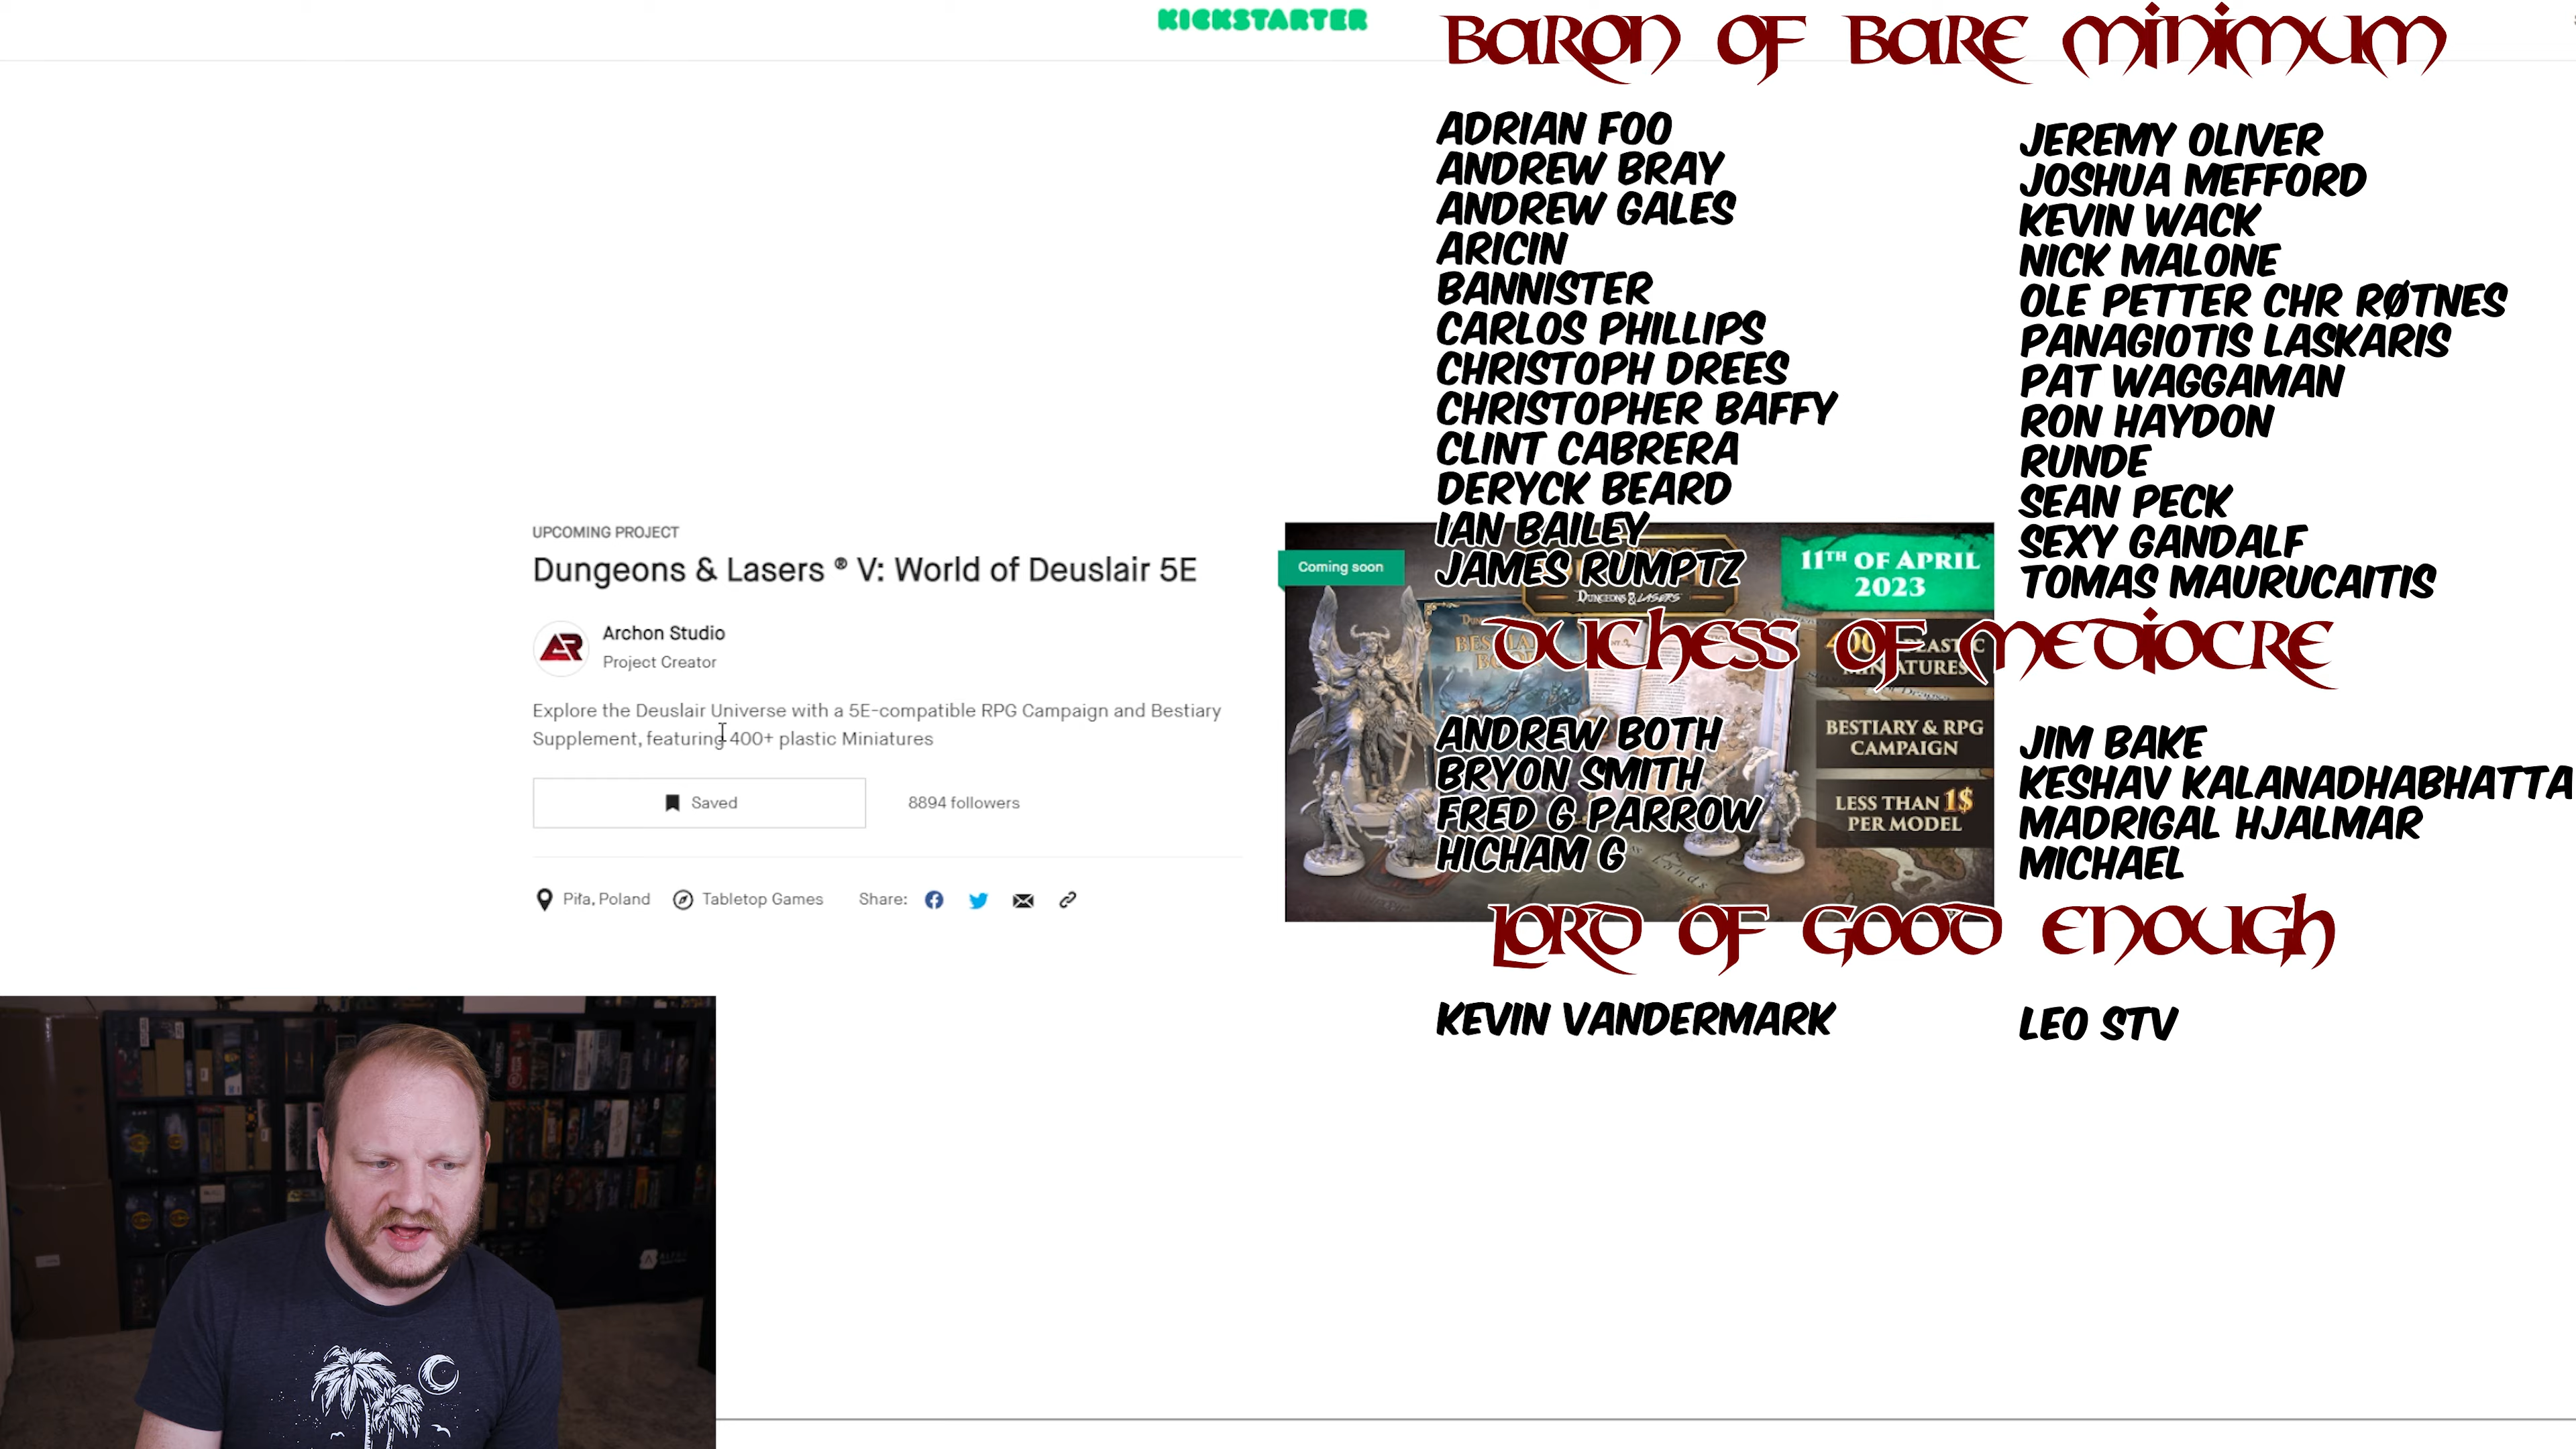 KICKSTARTER
BARON OF BARE MINIMUM
ADRIAN FOO
ANDREW BRAY
ANDREW GALES
ARICIN
BANNISTER
CARLOS PHILLIPS
CHRISTOPH DREES
CHRISTOPHER BAFFY
CLINT CABRERA
DERYCK BEARD
IAN BAILEY
JAMES RUMPTZ
JEREMY OLIVER
JOSHUA MEFFORD
KEVIN WACK
NICK MALONE
OLE PETTER CHR RØTNES
PANAGIOTIS LASKARIS
PAT WAGGAMAN
RON HAYDON
RUNDE
SEAN PECK
SEXY GANDALF
TOMAS MAURUCAITIS
UPCOMING PROJECT
Dungeons & Lasers ® V: World of Deuslair 5E
Archon Studio
Project Creator
Explore the Deuslair Universe with a 5E-compatible RPG Campaign and Bestiary
Supplement, featuring 400+ plastic Miniatures
Saved
8894 followers
Piła, Poland
Tabletop Games
Share:
Coming soon
DUNGEONS & LASERS
11TH OF APRIL
2023
BESTIARY & RPG
CAMPAIGN
LESS THAN 1$
PER MODEL
DUCHESS OF MEDIOCRE
ANDREW BOTH
BRYON SMITH
FRED G PARROW
HICHAM G
JIM BAKE
KESHAV KALANADHABHATTA
MADRIGAL HJALMAR
MICHAEL
LORD OF GOOD ENOUGH
KEVIN VANDERMARK
LEO STV